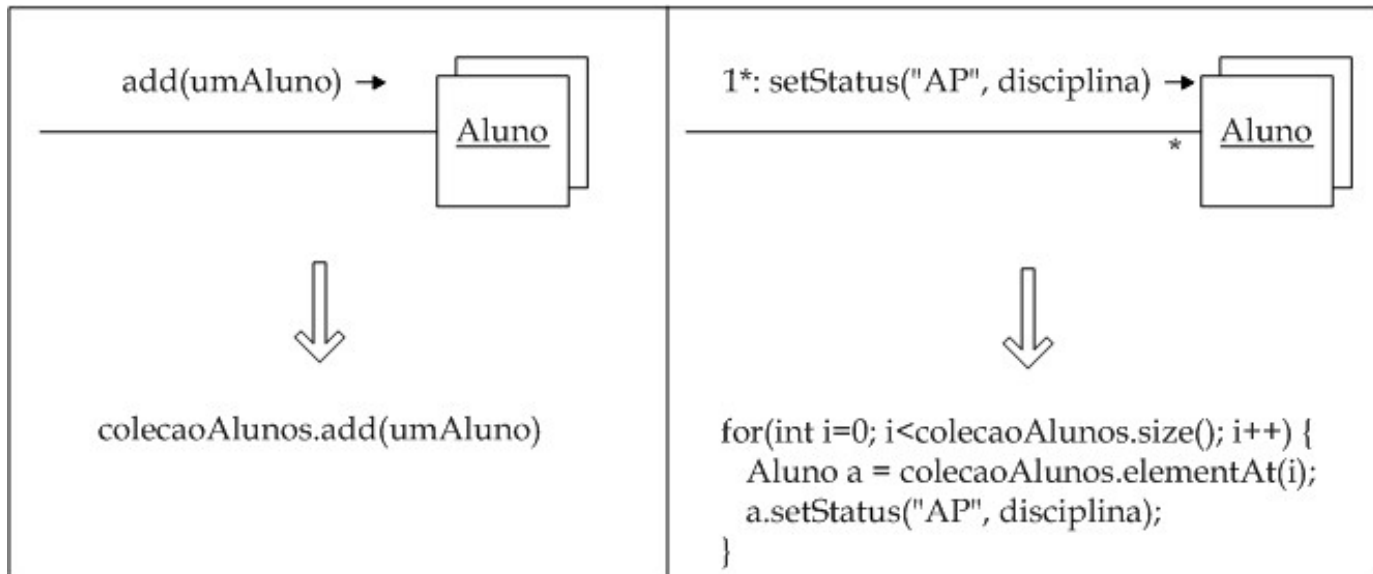 add(umAluno)
Aluno
colecaoAlunos.add(umAluno)
1*: setStatus("AP", disciplina)
*
Aluno
for(int i=0; i<colecaoAlunos.size(); i++) {
Aluno a = colecaoAlunos.elementAt(i);
a.setStatus("AP", disciplina);
}